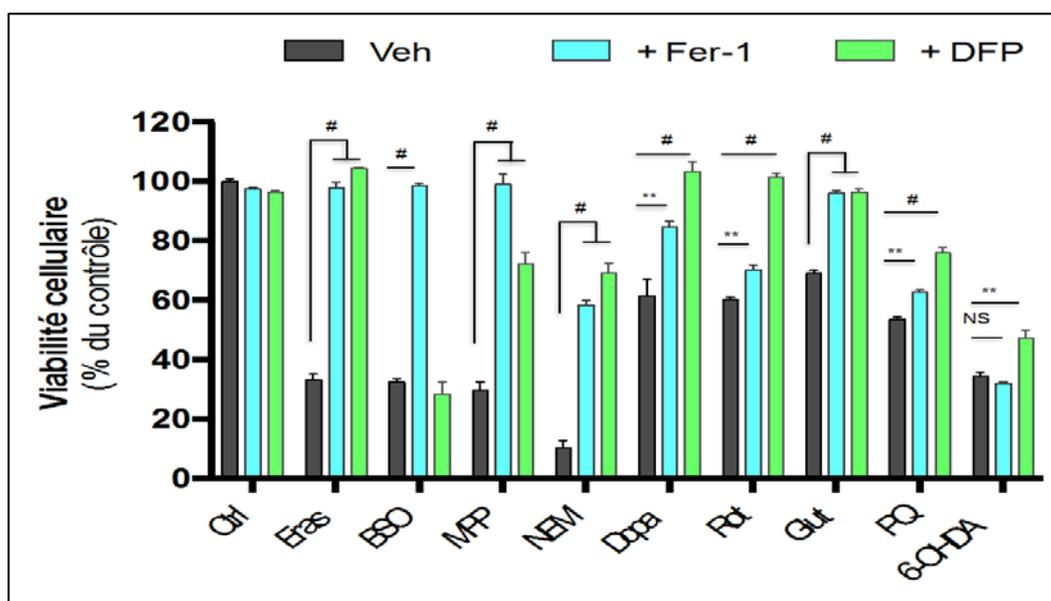 Veh + Fer-1 + DFP
Viabilité cellulaire
(% du contrôle)
120
100
80
60
40
20
0
# # # # # # # #
** ** ** # ** NS
Ctrl Eras BSO MPP NEM Dopa Rot Glut PQ 6-OHDA